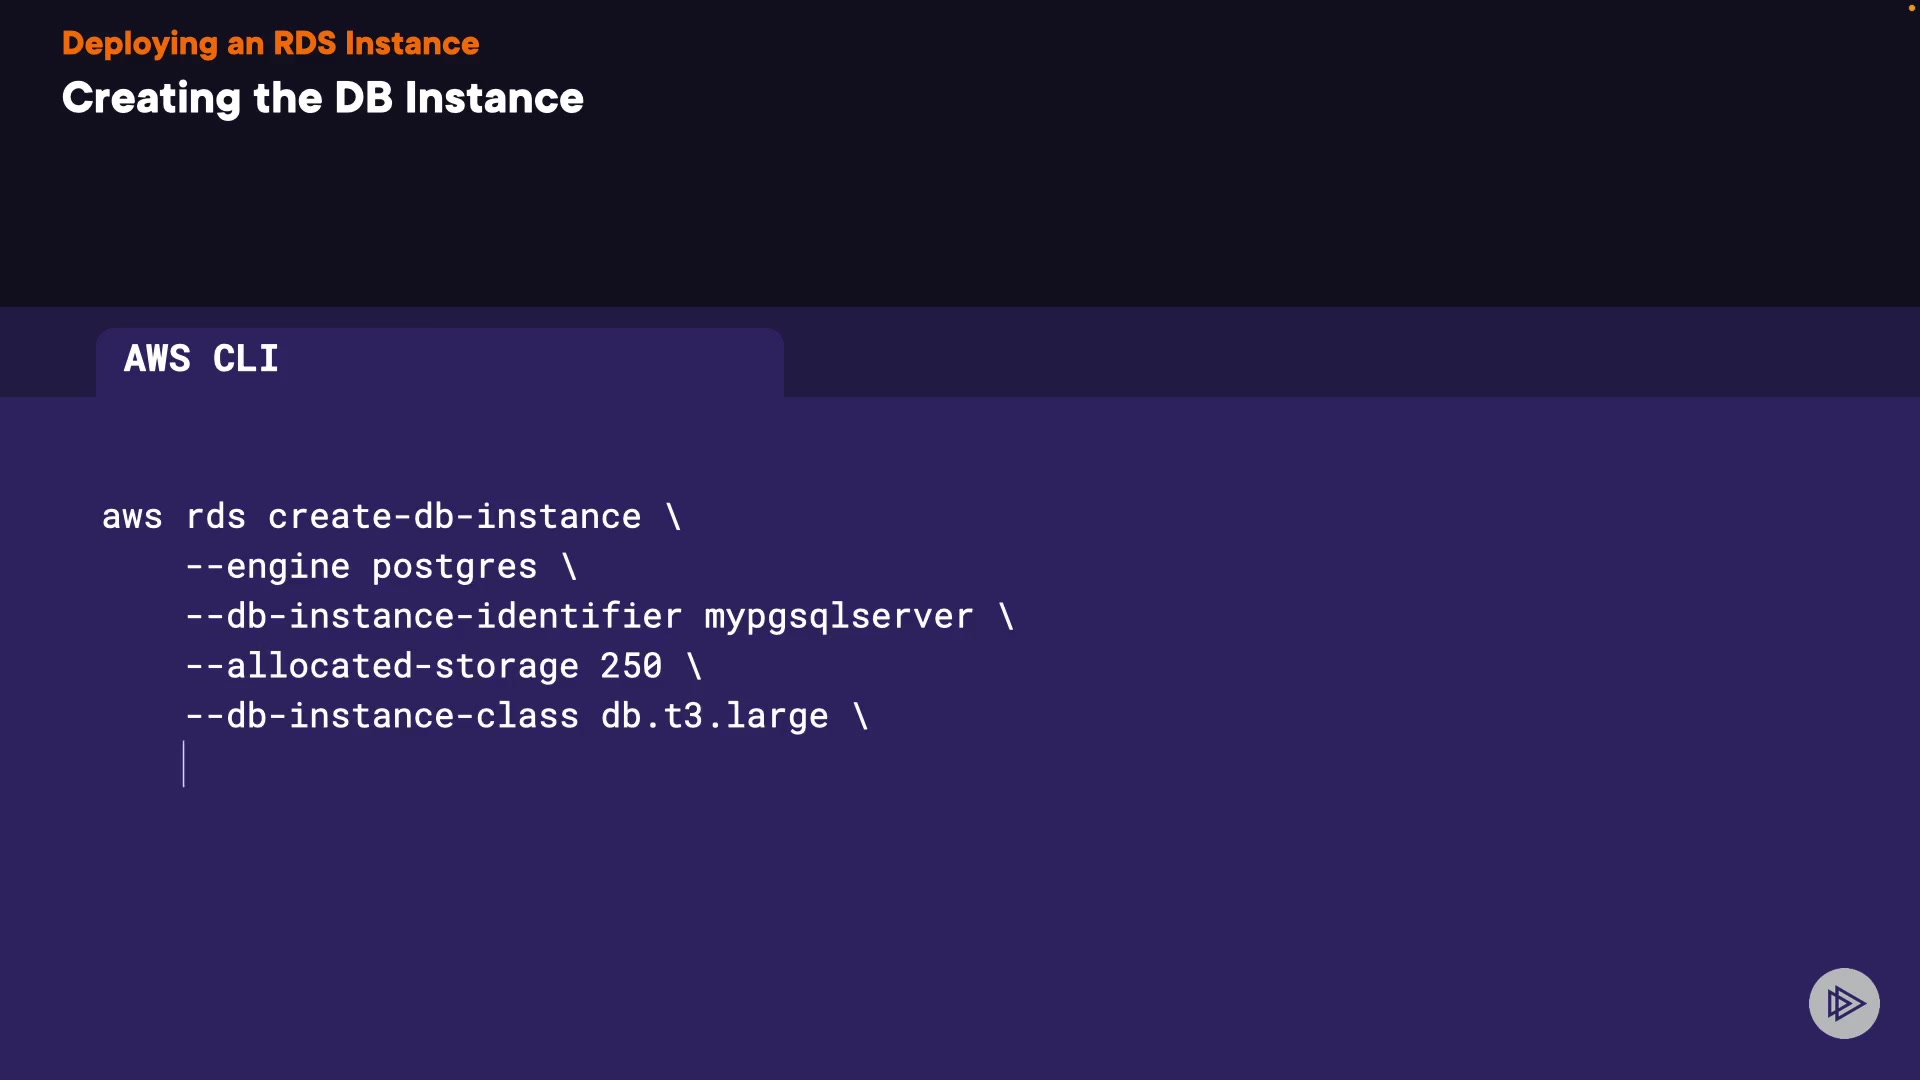 Deploying an RDS Instance
Creating the DB Instance
AWS CLI
aws rds create-db-instance \
--engine postgres \
--db-instance-identifier mypgsqlserver \
--allocated-storage 250 \
--db-instance-class db.t3.large \